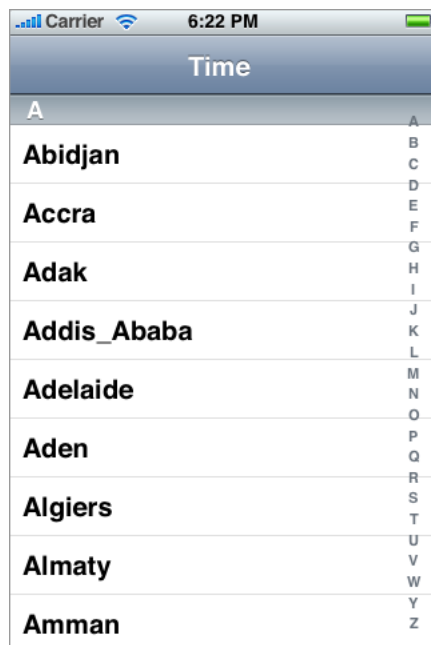 Carrier 6:22 PM
Time
A
Abidjan
Accra
Adak
Addis_Ababa
Adelaide
Aden
Algiers
Almaty
Amman
A
B
C
D
E
F
G
H
I
J
K
L
M
N
O
P
Q
R
S
T
U
V
W
Y
Z